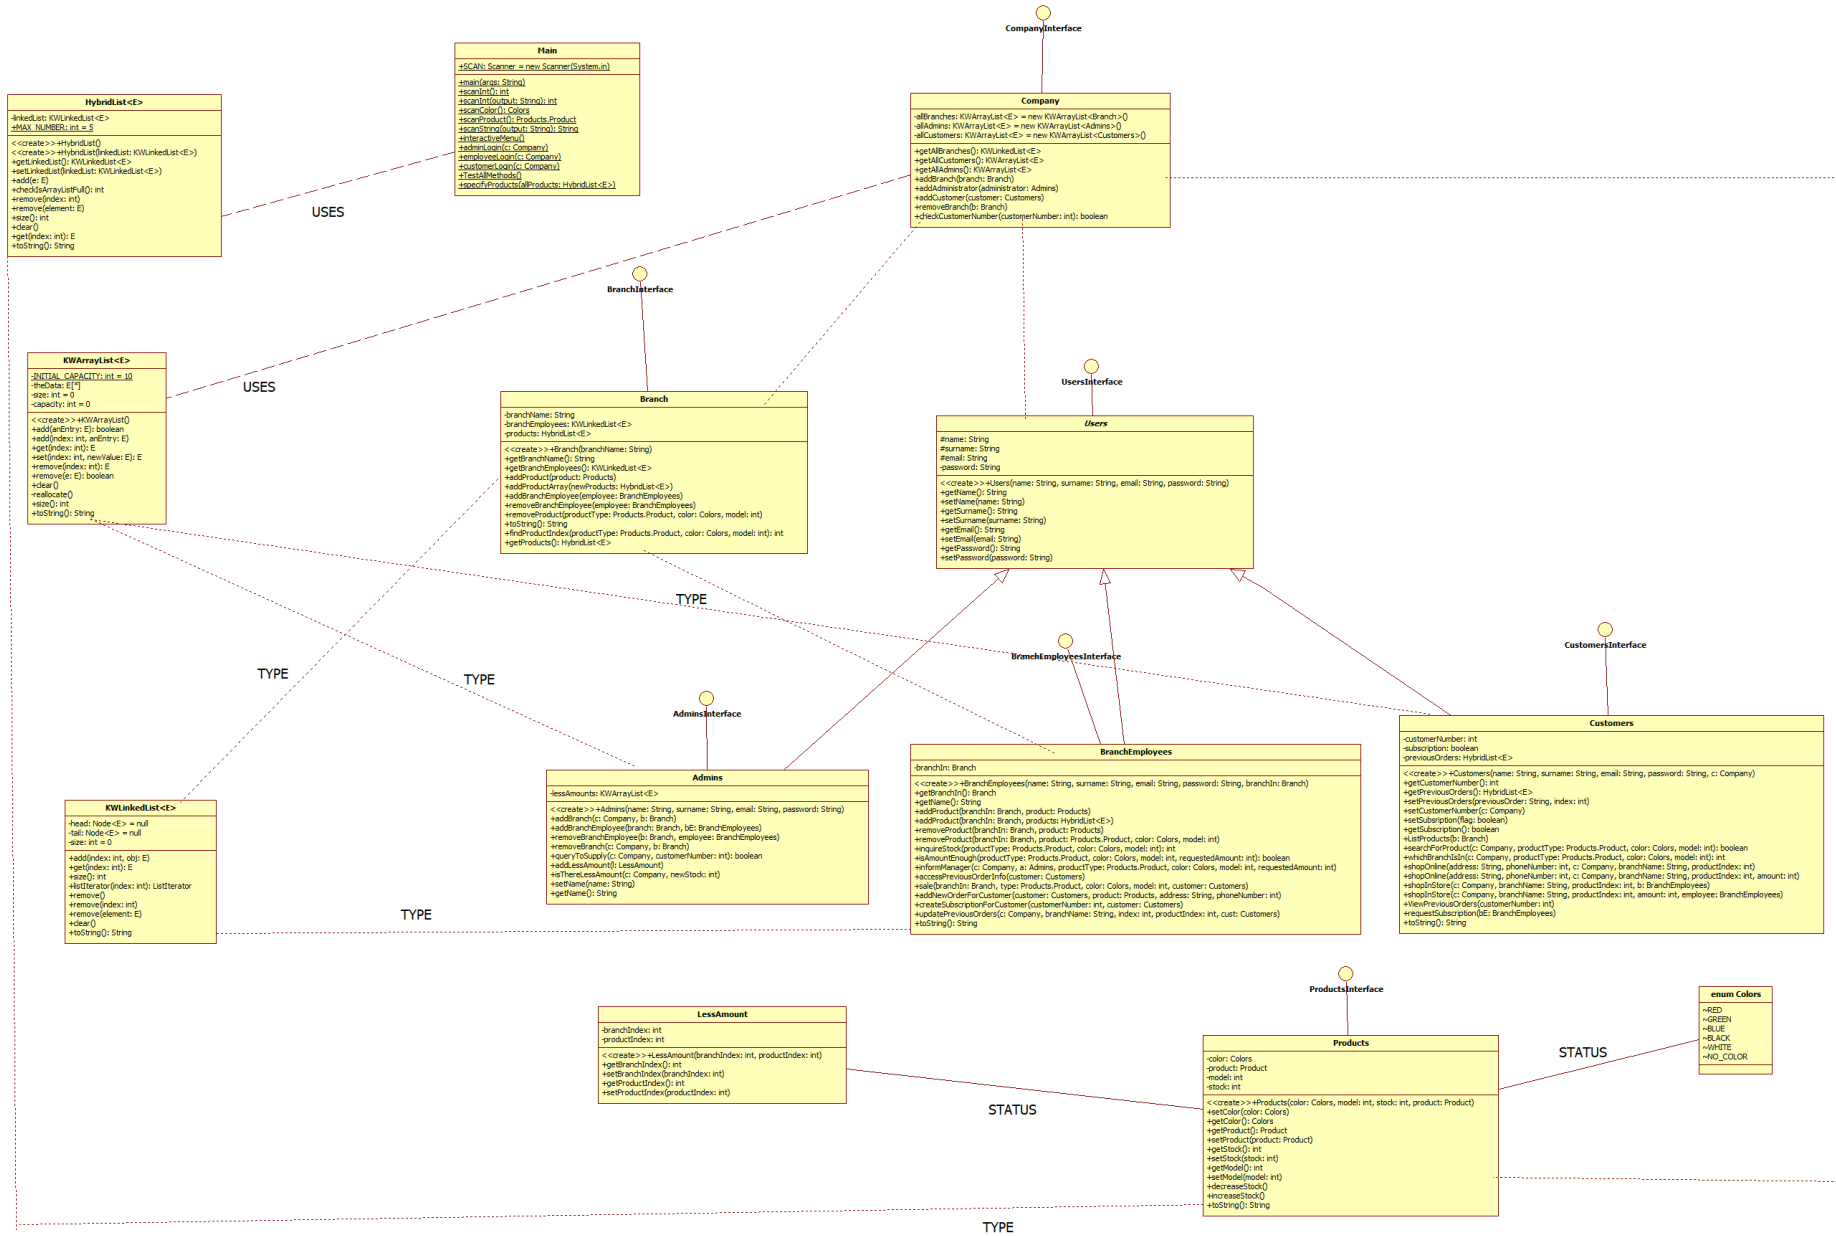 CompanyInterface
Main
+SCAN: Scanner = new Scanner(System.in)
+main(args: String)
+scanInt(): int
+scanInt(output: String): int
+scanColor(): Colors
+scanProduct(): Products.Product
+scanString(output: String): String
+interactiveMenu()
+adminLogin(c: Company)
+employeeLogin(c: Company)
+customerLogin(c: Company)
+TestAllMethods()
+specifyProducts(allProducts: HybridList<E>)
HybridList<E>
-linkedList: KWLinkedList<E>
+MAX_NUMBER: int = 5
<<create>>+HybridList()
<<create>>+HybridList(linkedList: KWLinkedList<E>)
+getLinkedList(): KWLinkedList<E>
+setLinkedList(linkedList: KWLinkedList<E>)
+add(e: E)
+checkIsArrayListFull(): int
+remove(index: int)
+remove(element: E)
+size(): int
+clear()
+get(index: int): E
+toString(): String
Company
-allBranches: KWArrayList<E> = new KWArrayList<Branch>()
-allAdmins: KWArrayList<E> = new KWArrayList<Admins>()
-allCustomers: KWArrayList<E> = new KWArrayList<Customers>()
+getAllBranches(): KWLinkedList<E>
+getAllCustomers(): KWArrayList<E>
+getAllAdmins(): KWArrayList<E>
+addBranch(branch: Branch)
+addAdministrator(administrator: Admins)
+addCustomer(customer: Customers)
+removeBranch(b: Branch)
+checkCustomerNumber(customerNumber: int): boolean
USES
BranchInterface
KWArrayList<E>
-INITIAL_CAPACITY: int = 10
-theData: E[*]
-size: int = 0
-capacity: int = 0
<<create>>+KWArrayList()
+add(anEntry: E): boolean
+add(index: int, anEntry: E)
+get(index: int): E
+set(index: int, newValue: E): E
+remove(index: int): E
+remove(e: E): boolean
+clear()
-reallocate()
+size(): int
+toString(): String
USES
Branch
-branchName: String
-branchEmployees: KWLinkedList<E>
-products: HybridList<E>
<<create>>+Branch(branchName: String)
+getBranchName(): String
+getBranchEmployees(): KWLinkedList<E>
+addProduct(product: Products)
+addProductArray(newProducts: HybridList<E>)
+addBranchEmployee(employee: BranchEmployees)
+removeBranchEmployee(employee: BranchEmployees)
+removeProduct(productType: Products.Product, color: Colors, model: int)
+toString(): String
+findProductIndex(productType: Products.Product, color: Colors, model: int): int
+getProducts(): HybridList<E>
UsersInterface
Users
#name: String
#surname: String
#email: String
-password: String
<<create>>+Users(name: String, surname: String, email: String, password: String)
+getName(): String
+setName(name: String)
+getSurname(): String
+setSurname(surname: String)
+getEmail(): String
+setEmail(email: String)
+getPassword(): String
+setPassword(password: String)
TYPE
TYPE
TYPE
BranchEmployeesInterface
CustomersInterface
AdminsInterface
Admins
-lessAmounts: KWArrayList<E>
<<create>>+Admins(name: String, surname: String, email: String, password: String)
+addBranch(c: Company, b: Branch)
+addBranchEmployee(branch: Branch, bE: BranchEmployees)
+removeBranchEmployee(b: Branch, employee: BranchEmployees)
+removeBranch(c: Company, b: Branch)
+queryToSupply(c: Company, customerNumber: int): boolean
+addLessAmount(l: LessAmount)
+isThereLessAmount(c: Company, newStock: int)
+setName(name: String)
+getName(): String
BranchEmployees
-branchIn: Branch
<<create>>+BranchEmployees(name: String, surname: String, email: String, password: String, branchIn: Branch)
+getBranchIn(): Branch
+getName(): String
+addProduct(branchIn: Branch, product: Products)
+addProduct(branchIn: Branch, products: HybridList<E>)
+removeProduct(branchIn: Branch, product: Products)
+removeProduct(branchIn: Branch, productType: Products.Product, color: Colors, model: int)
+inquireStock(productType: Products.Product, color: Colors, model: int): int
+isAmountEnough(productType: Products.Product, color: Colors, model: int, requestedAmount: int): boolean
+informManager(c: Company, a: Admins, productType: Products.Product, color: Colors, model: int, requestedAmount: int)
+accessPreviousOrderInfo(customer: Customers)
+sale(branchIn: Branch, type: Products.Product, color: Colors, model: int, customer: Customers)
+addNewOrderForCustomer(customer: Customers, product: Products, address: String, phoneNumber: int)
+createSubscriptionForCustomer(customerNumber: int, customer: Customers)
+updatePreviousOrders(c: Company, branchName: String, index: int, productIndex: int, cust: Customers)
+toString(): String
Customers
-customerNumber: int
-subscription: boolean
-previousOrders: HybridList<E>
<<create>>+Customers(name: String, surname: String, email: String, password: String, c: Company)
+getCustomerNumber(): int
+getPreviousOrders(): HybridList<E>
+setPreviousOrders(previousOrder: String, index: int)
+setCustomerNumber(c: Company)
+setSubsription(flag: boolean)
+getSubscription(): boolean
+ListProducts(b: Branch)
+searchForProduct(c: Company, productType: Products.Product, color: Colors, model: int): boolean
+whichBranchIsIn(c: Company, productType: Products.Product, color: Colors, model: int): int
+shopOnline(address: String, phoneNumber: int, c: Company, branchName: String, productIndex: int)
+shopOnline(address: String, phoneNumber: int, c: Company, branchName: String, productIndex: int, amount: int)
+shopInStore(c: Company, branchName: String, productIndex: int, b: BranchEmployees)
+shopInStore(c: Company, branchName: String, productIndex: int, amount: int, employee: BranchEmployees)
+ViewPreviousOrders(customerNumber: int)
+requestSubscription(bE: BranchEmployees)
+toString(): String
KWLinkedList<E>
-head: Node<E> = null
-tail: Node<E> = null
-size: int = 0
+add(index: int, obj: E)
+get(index: int): E
+size(): int
+listIterator(index: int): ListIterator
+remove()
+remove(index: int)
+remove(element: E)
+clear()
+toString(): String
TYPE
ProductsInterface
LessAmount
-branchIndex: int
-productIndex: int
<<create>>+LessAmount(branchIndex: int, productIndex: int)
+getBranchIndex(): int
+setBranchIndex(branchIndex: int)
+getProductIndex(): int
+setProductIndex(productIndex: int)
STATUS
Products
-color: Colors
-product: Product
-model: int
-stock: int
<<create>>+Products(color: Colors, model: int, stock: int, product: Product)
+setColor(color: Colors)
+getColor(): Colors
+getProduct(): Product
+setProduct(product: Product)
+getStock(): int
+setStock(stock: int)
+getModel(): int
+setModel(model: int)
+decreaseStock()
+increaseStock()
+toString(): String
STATUS
enum Colors
~RED
~GREEN
~BLUE
~BLACK
~WHITE
~NO_COLOR
TYPE